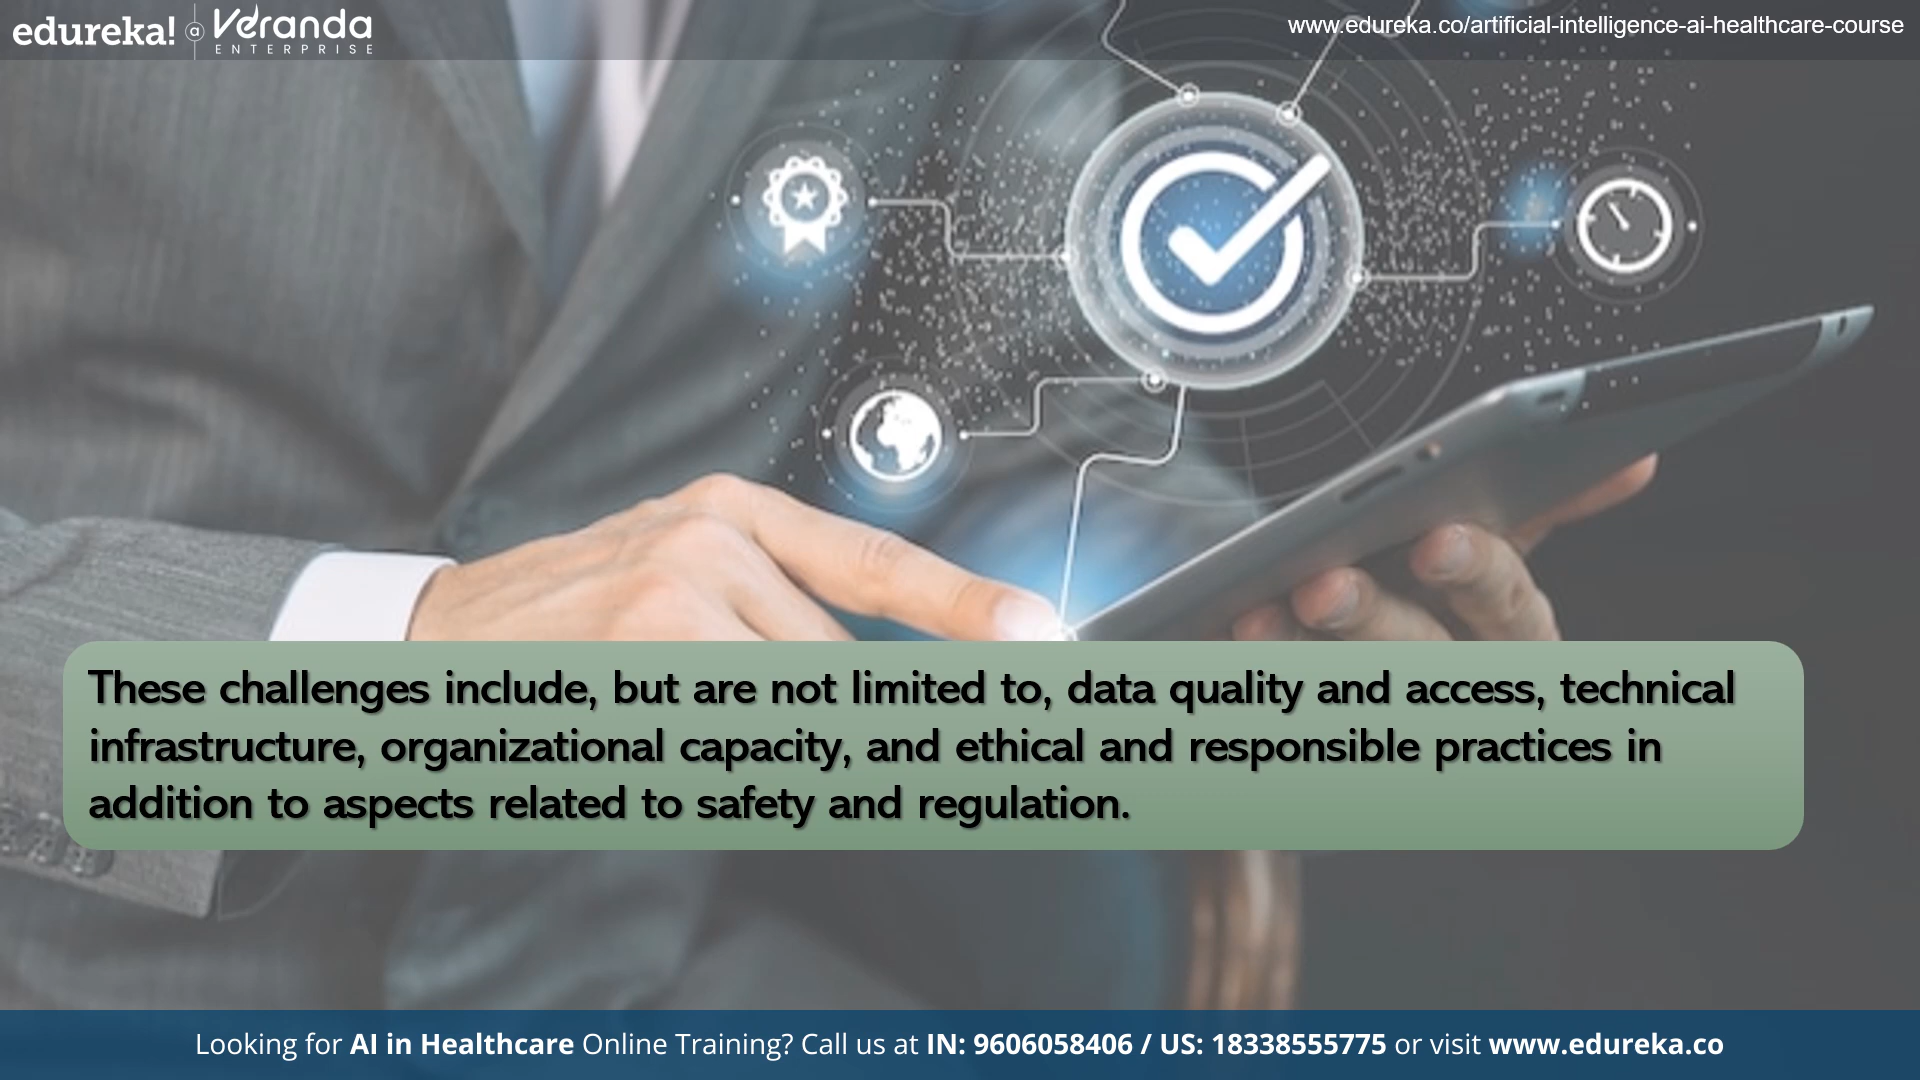 edureka! a Veranda
ENTERPRISE
www.edureka.co/artificial-intelligence-ai-healthcare-course
These challenges include, but are not limited to, data quality and access, technical
infrastructure, organizational capacity, and ethical and responsible practices in
addition to aspects related to safety and regulation.
Looking for AI in Healthcare Online Training? Call us at IN: 9606058406 / US: 18338555775 or visit www.edureka.co